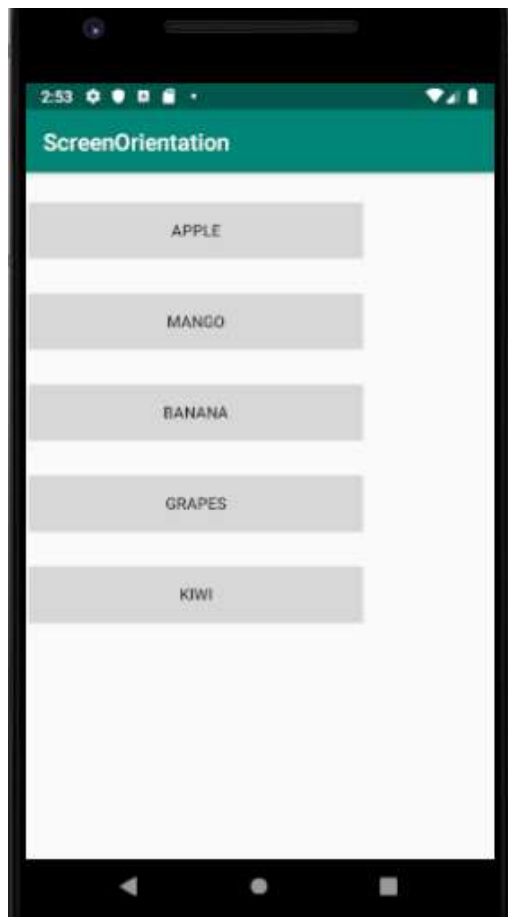 2:53
ScreenOrientation
APPLE
MANGO
BANANA
GRAPES
KIWI